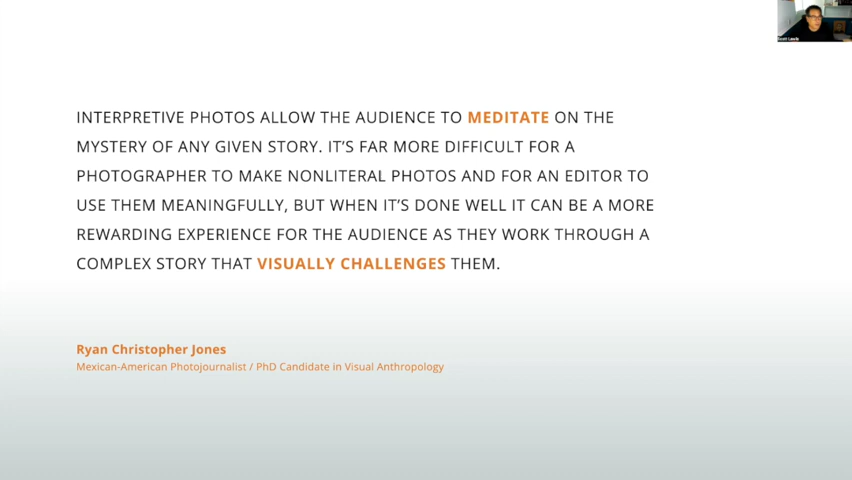 INTERPRETIVE PHOTOS ALLOW THE AUDIENCE TO MEDITATE ON THE
MYSTERY OF ANY GIVEN STORY. IT'S FAR MORE DIFFICULT FOR A
PHOTOGRAPHER TO MAKE NONLITERAL PHOTOS AND FOR AN EDITOR TO
USE THEM MEANINGFULLY, BUT WHEN IT'S DONE WELL IT CAN BE A MORE
REWARDING EXPERIENCE FOR THE AUDIENCE AS THEY WORK THROUGH A
COMPLEX STORY THAT VISUALLY CHALLENGES THEM.
Ryan Christopher Jones
Mexican-American Photojournalist / PhD Candidate in Visual Anthropology